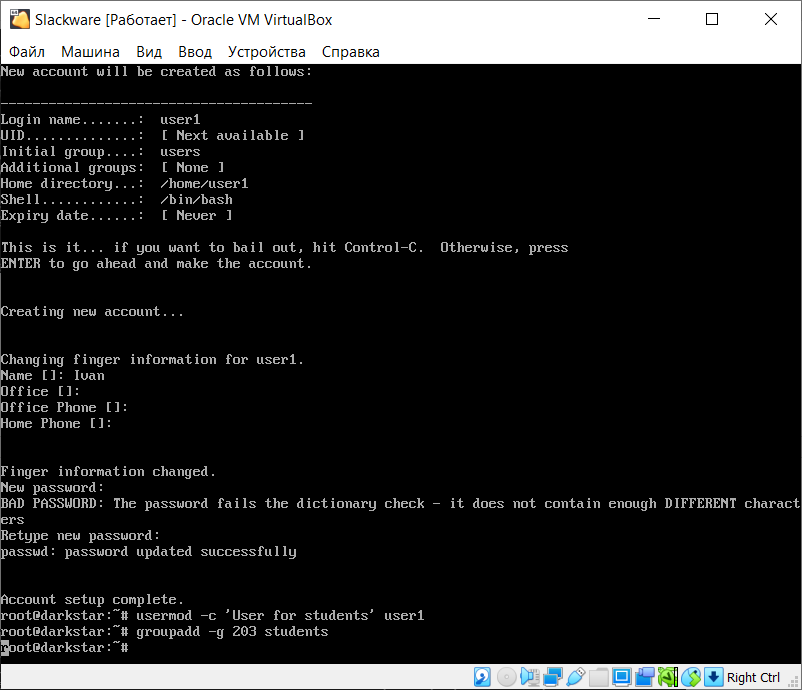 Slackware [Работает] - Oracle VM VirtualBox
Файл Машина Вид Ввод Устройства Справка
New account will be created as follows:
---------------------------------------
Login name.......:  user1
UID..............:  [ Next available ]
Initial group....:  users
Additional groups:  [ None ]
Home directory...:  /home/user1
Shell............:  /bin/bash
Expiry date......:  [ Never ]
This is it... if you want to bail out, hit Control-C.  Otherwise, press
ENTER to go ahead and make the account.
Creating new account...
Changing finger information for user1.
Name []: Ivan
Office []:
Office Phone []:
Home Phone []:
Finger information changed.
New password:
BAD PASSWORD: The password fails the dictionary check - it does not contain enough DIFFERENT charact
ers
Retype new password:
passwd: password updated successfully
Account setup complete.
root@darkstar:~# usermod -c 'User for students' user1
root@darkstar:~# groupadd -g 203 students
root@darkstar:~#
Right Ctrl